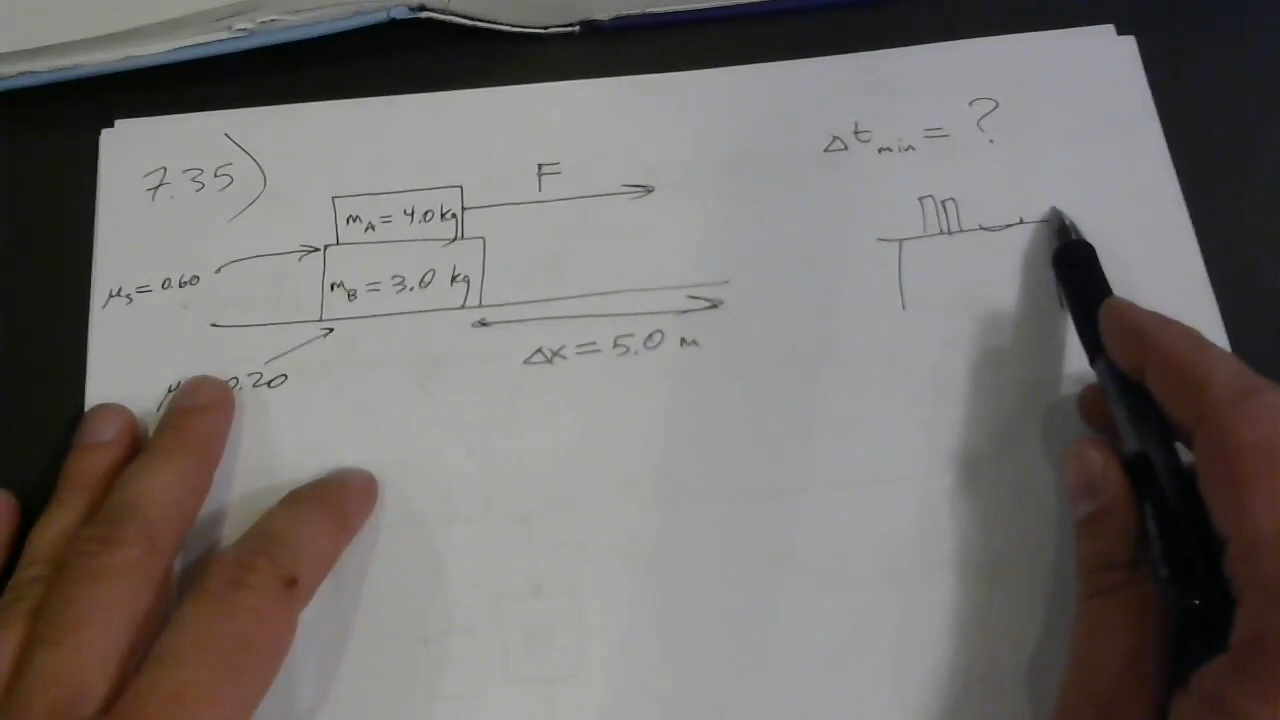 7.35)
Δt min = ?
F
mA = 4.0 kg
μs = 0.60
mB = 3.0 kg
Δx = 5.0 m
0.20